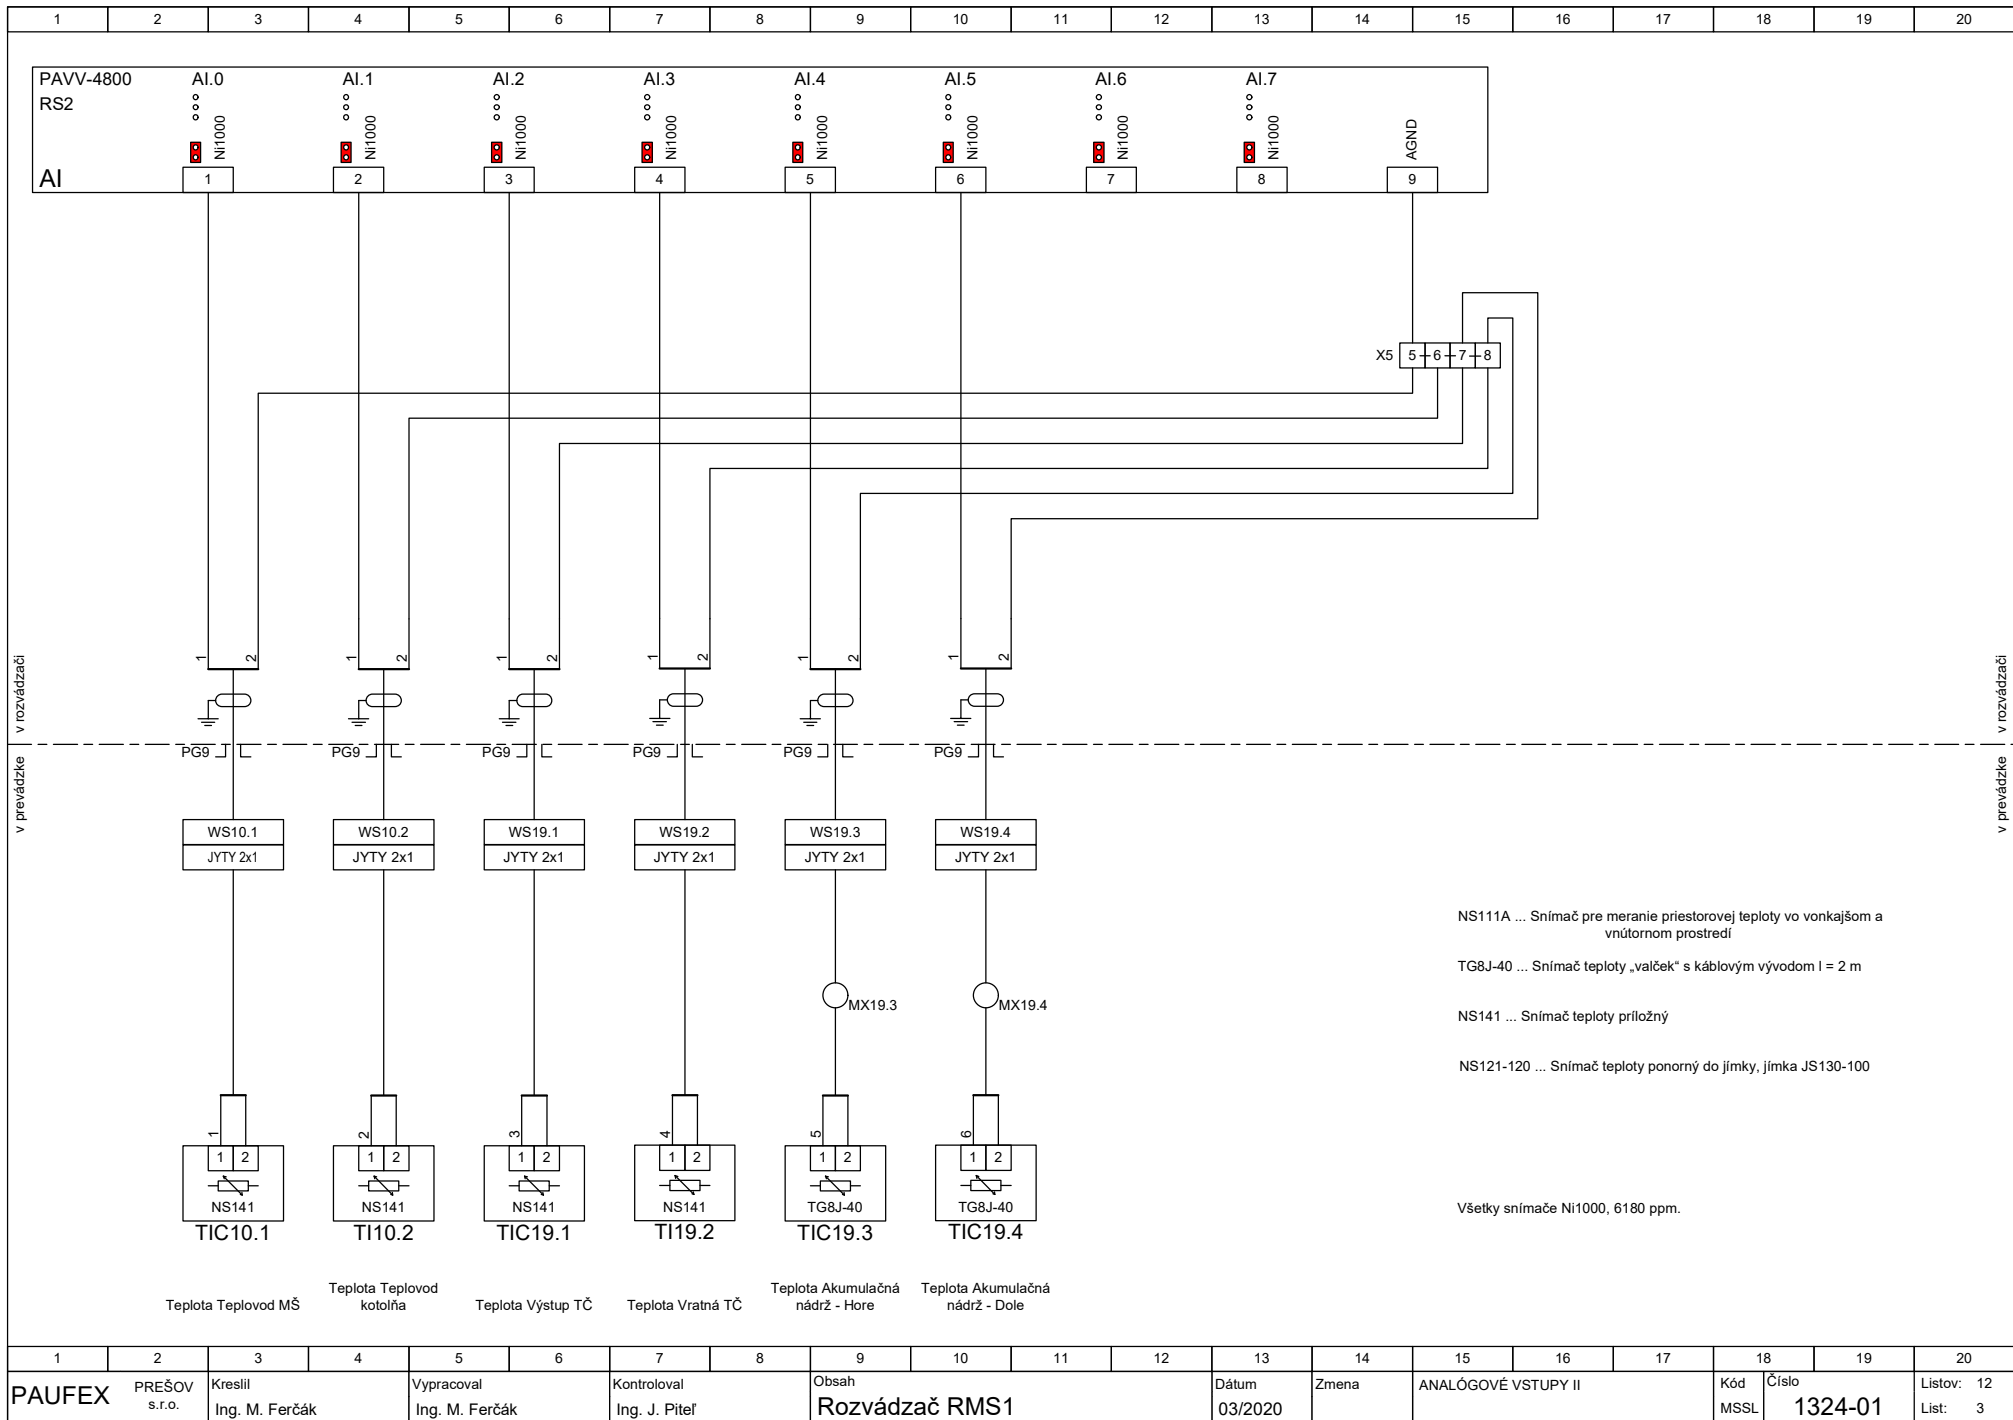 1 2 3 4 5 6 7 8 9 10 11 12 13 14 15 16 17 18 19 20
PAVV-4800 AI.0 AI.1 AI.2 AI.3 AI.4 AI.5 AI.6 AI.7
RS2
Ni1000 Ni1000 Ni1000 Ni1000 Ni1000 Ni1000 Ni1000 Ni1000 AGND
AI 1 2 3 4 5 6 7 8 9
X5 5 6 7 8
1 2 1 2 1 2 1 2 1 2 1 2
v rozvádzači v rozvádzači
PG9 PG9 PG9 PG9 PG9 PG9
v prevádzke v prevádzke
WS10.1 WS10.2 WS19.1 WS19.2 WS19.3 WS19.4
JYTY 2x1 JYTY 2x1 JYTY 2x1 JYTY 2x1 JYTY 2x1 JYTY 2x1
NS111A ... Snímač pre meranie priestorovej teploty vo vonkajšom a
vnútornom prostredí
TG8J-40 ... Snímač teploty „valček“ s káblovým vývodom l = 2 m
MX19.3 MX19.4
NS141 ... Snímač teploty príložný
NS121-120 ... Snímač teploty ponorný do jímky, jímka JS130-100
1 2 3 4 5 6
1 2 1 2 1 2 1 2 1 2 1 2
NS141 NS141 NS141 NS141 TG8J-40 TG8J-40
Všetky snímače Ni1000, 6180 ppm.
TIC10.1 TI10.2 TIC19.1 TI19.2 TIC19.3 TIC19.4
Teplota Teplovod MŠ
Teplota Teplovod
kotolňa
Teplota Výstup TČ
Teplota Vratná TČ
Teplota Akumulačná
nádrž - Hore
Teplota Akumulačná
nádrž - Dole
1 2 3 4 5 6 7 8 9 10 11 12 13 14 15 16 17 18 19 20
PAUFEX
PREŠOV
s.r.o.
Kreslil
Ing. M. Ferčák
Vypracoval
Ing. M. Ferčák
Kontroloval
Ing. J. Piteľ
Obsah
Rozvádzač RMS1
Dátum
03/2020
Zmena
ANALÓGOVÉ VSTUPY II
Kód
MSSL
Číslo
1324-01
Listov: 12
List: 3